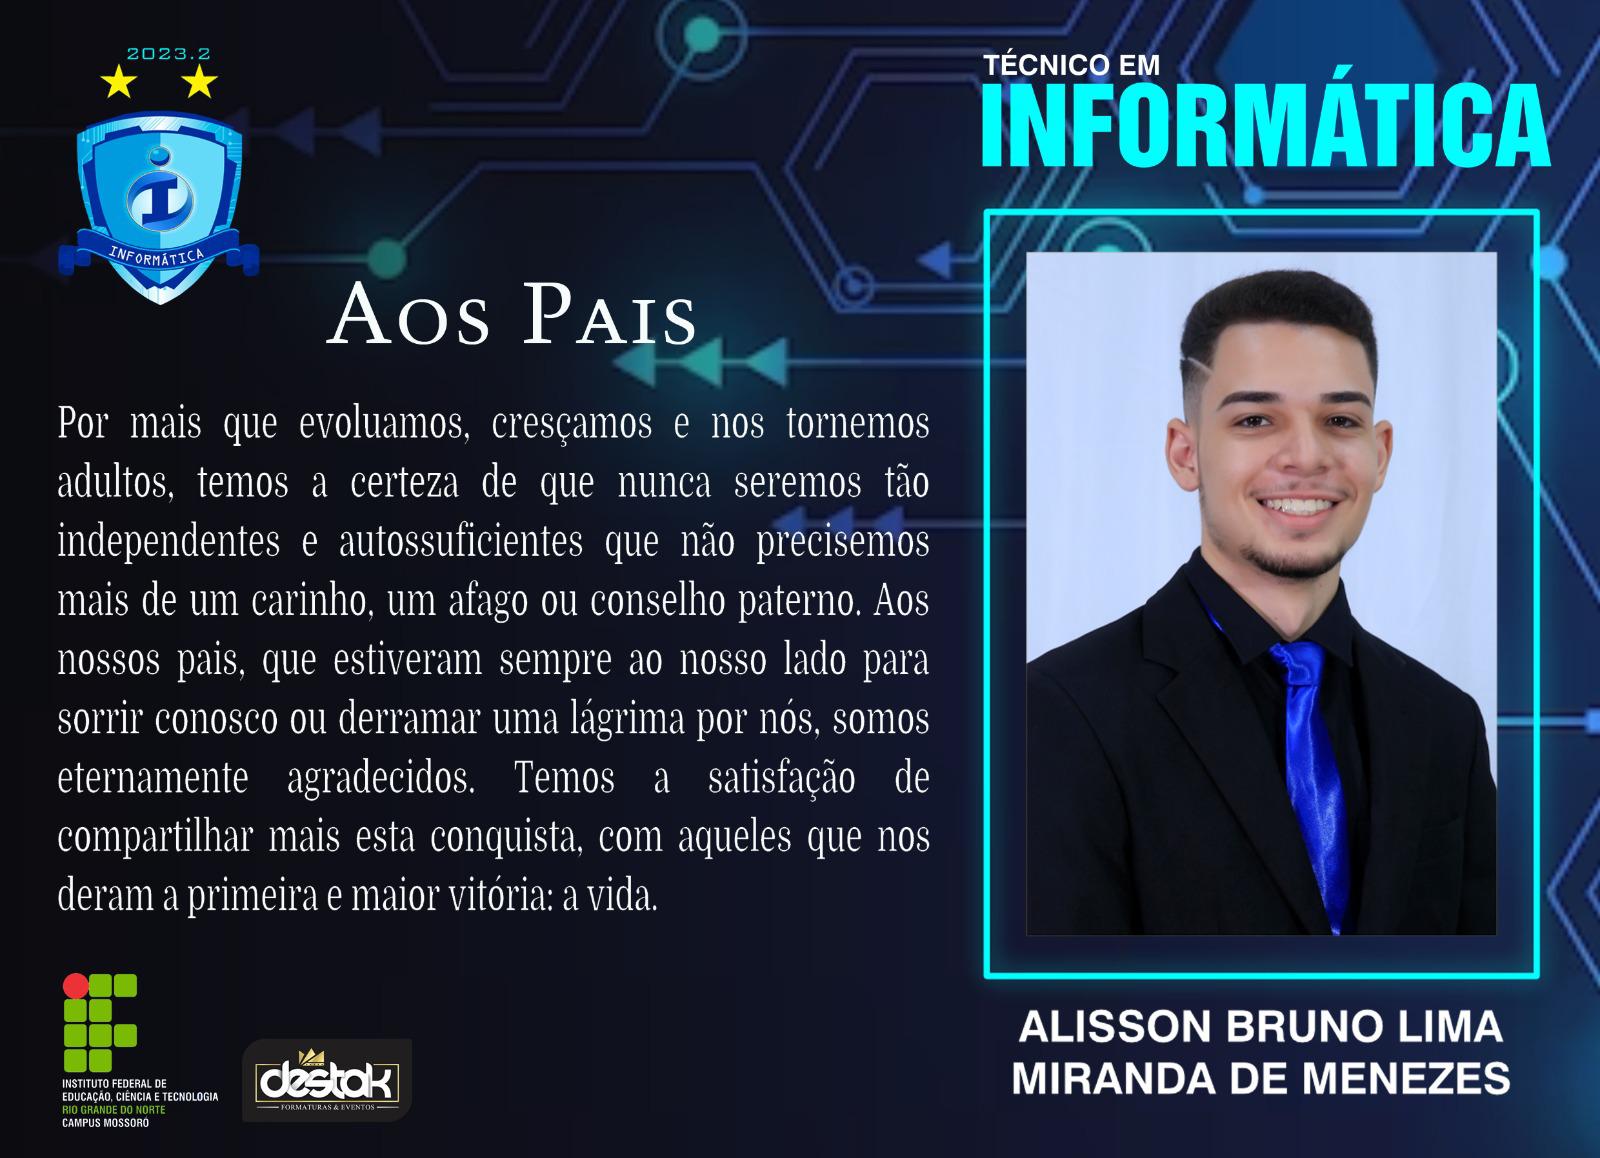 2023.2
INFORMÁTICA
TÉCNICO EM
INFORMÁTICA
Aos Pais
Por mais que evoluamos, cresçamos e nos tornemos
adultos, temos a certeza de que nunca seremos tão
independentes e autossuficientes que não precisemos
mais de um carinho, um afago ou conselho paterno. Aos
nossos pais, que estiveram sempre ao nosso lado para
sorrir conosco ou derramar uma lágrima por nós, somos
eternamente agradecidos. Temos a satisfação de
compartilhar mais esta conquista, com aqueles que nos
deram a primeira e maior vitória: a vida.
INSTITUTO FEDERAL DE
EDUCAÇÃO, CIÊNCIA E TECNOLOGIA
RIO GRANDE DO NORTE
CAMPUS MOSSORÓ
destak
FORMATURAS & EVENTOS
ALISSON BRUNO LIMA
MIRANDA DE MENEZES